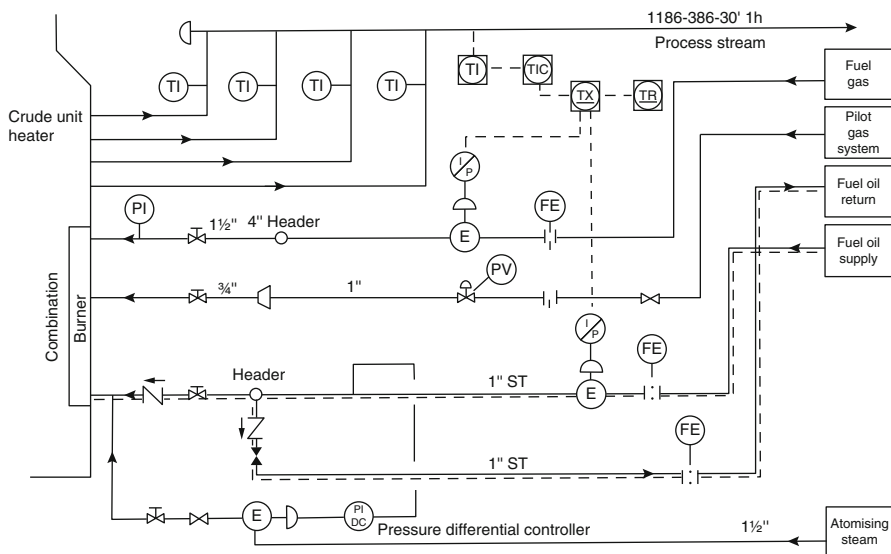 1186-386-30' 1h
Process stream
Fuel
gas
TI
TIC
TI
TI
TI
TI
TX
TR
Crude unit
heater
Pilot
gas
system
I
P
Fuel oil
return
PI
1½"
4" Header
FE
E
Fuel oil
supply
PV
¾"
1"
Combination
Burner
I
P
FE
Header
1" ST
E
FE
1" ST
E
PI
DC
Pressure differential controller
1½"
Atomising
steam